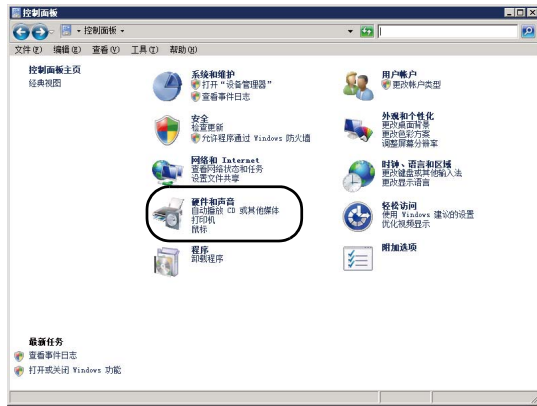 控制面板
控制面板
文件(F) 编辑(E) 查看(V) 工具(T) 帮助(H)
控制面板主页
经典视图
系统和维护
打开“设备管理器”
查看事件日志
安全
检查更新
允许程序通过 Windows 防火墙
网络和 Internet
查看网络状态和任务
设置文件共享
硬件和声音
自动播放 CD 或其他媒体
打印机
鼠标
程序
卸载程序
用户帐户
更改帐户类型
外观和个性化
更改桌面背景
更改色彩方案
调整屏幕分辨率
时钟、语言和区域
更改键盘或其他输入法
更改显示语言
轻松访问
使用 Windows 建议的设置
优化视频显示
附加选项
最新任务
查看事件日志
打开或关闭 Windows 功能